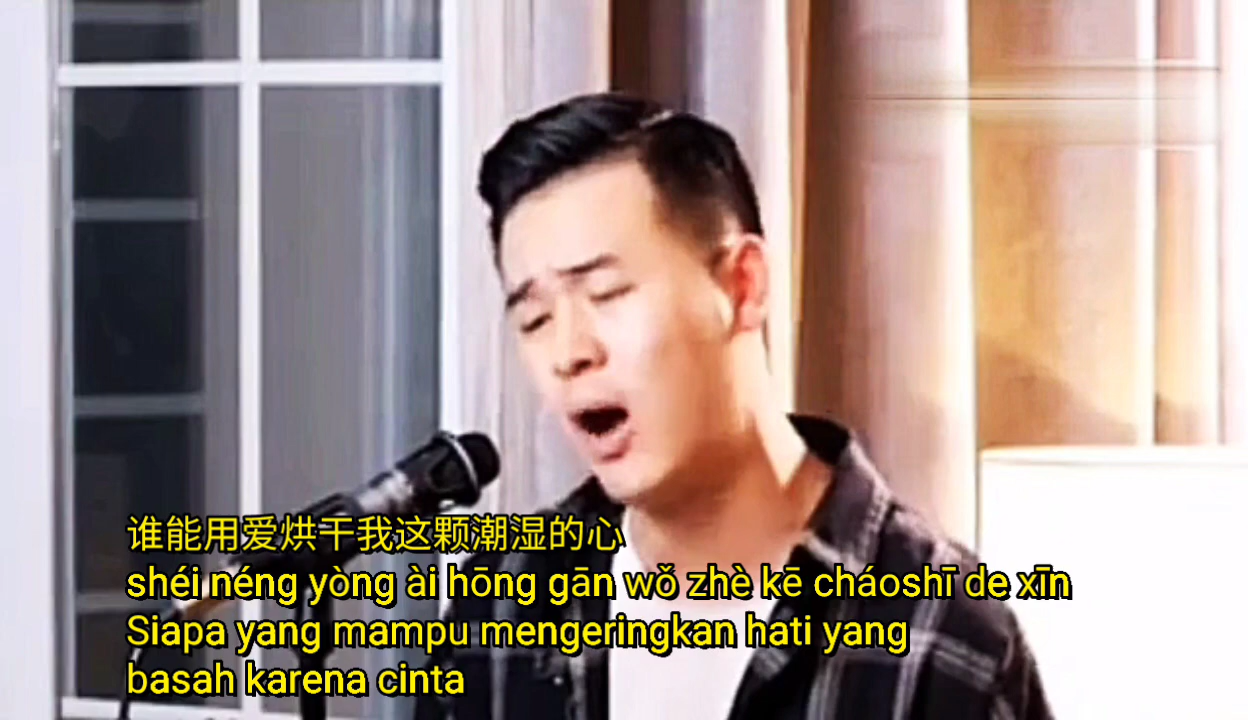 谁能用爱烘干我这颗潮湿的心
shéi néng yòng ài hōng gān wǒ zhè kē cháoshī de xīn
Siapa yang mampu mengeringkan hati yang
basah karena cinta